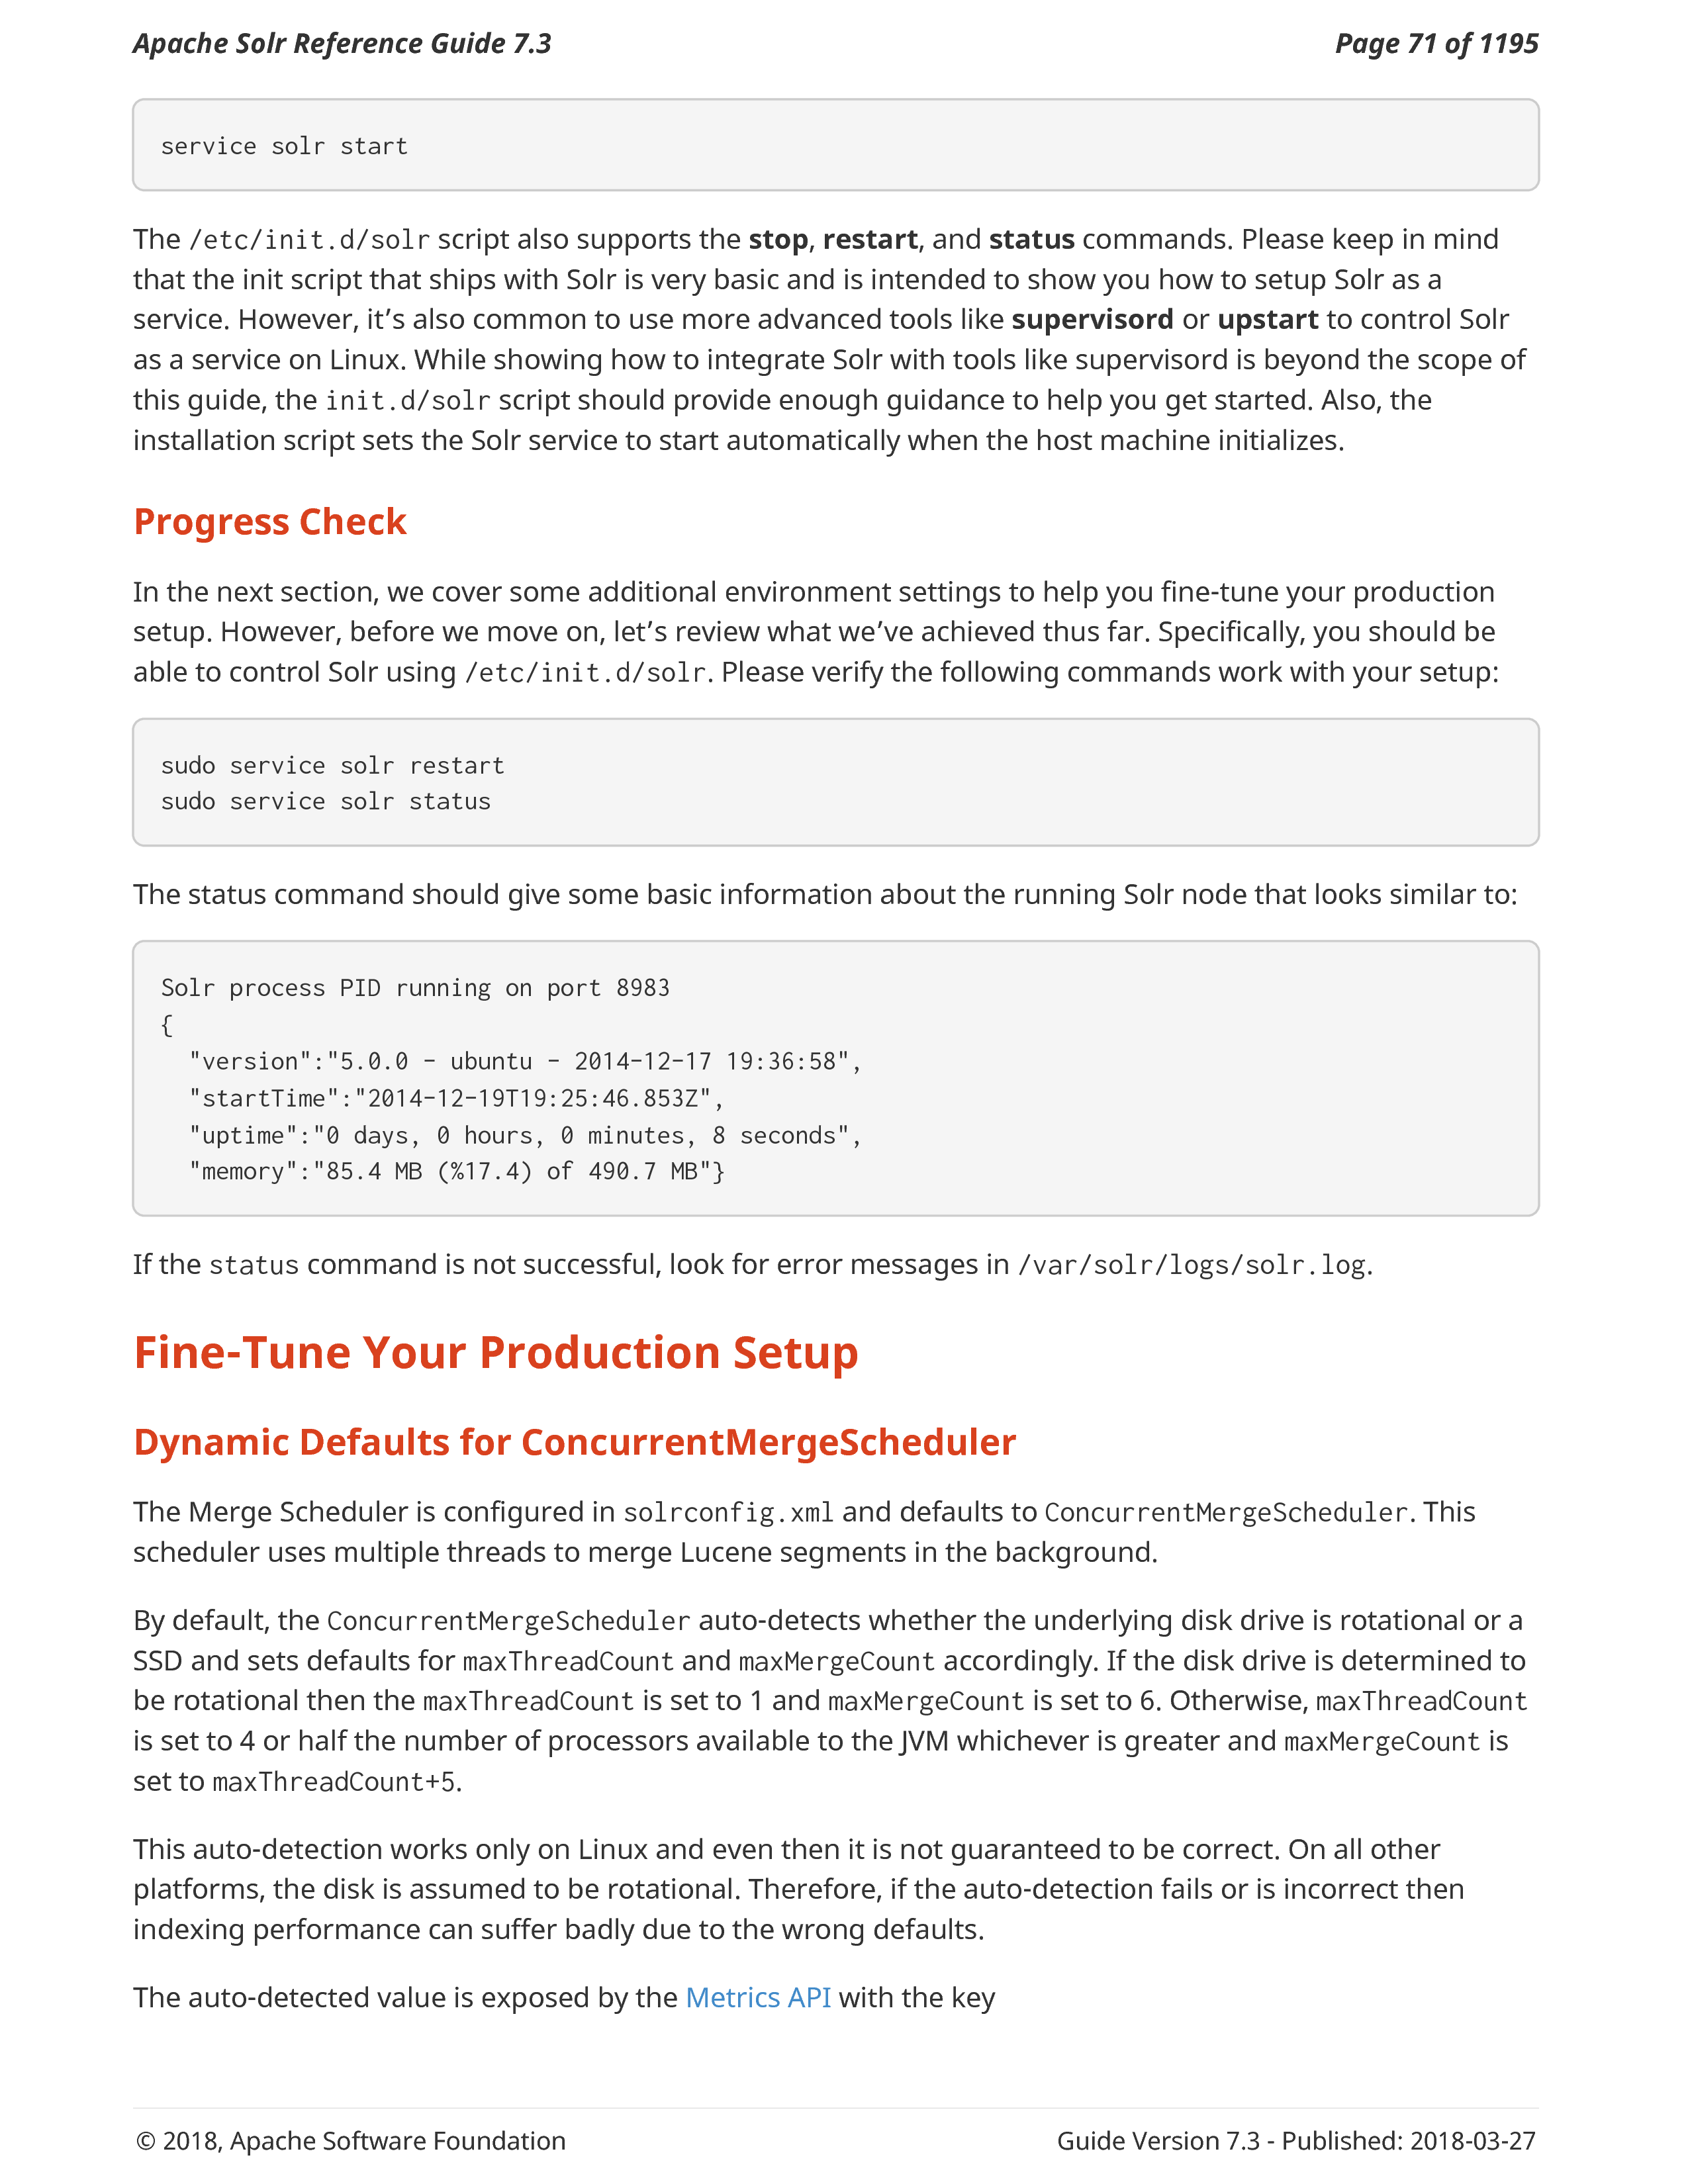 Apache Solr Reference Guide 7.3
Page 71 of 1195
service solr start
The /etc/init.d/solr script also supports the stop, restart, and status commands. Please keep in mind
that the init script that ships with Solr is very basic and is intended to show you how to setup Solr as a
service. However, it’s also common to use more advanced tools like supervisord or upstart to control Solr
as a service on Linux. While showing how to integrate Solr with tools like supervisord is beyond the scope of
this guide, the init.d/solr script should provide enough guidance to help you get started. Also, the
installation script sets the Solr service to start automatically when the host machine initializes.
Progress Check
In the next section, we cover some additional environment settings to help you fine-tune your production
setup. However, before we move on, let’s review what we’ve achieved thus far. Specifically, you should be
able to control Solr using /etc/init.d/solr. Please verify the following commands work with your setup:
sudo service solr restart
sudo service solr status
The status command should give some basic information about the running Solr node that looks similar to:
Solr process PID running on port 8983
{
  "version":"5.0.0 - ubuntu - 2014-12-17 19:36:58",
  "startTime":"2014-12-19T19:25:46.853Z",
  "uptime":"0 days, 0 hours, 0 minutes, 8 seconds",
  "memory":"85.4 MB (%17.4) of 490.7 MB"}
If the status command is not successful, look for error messages in /var/solr/logs/solr.log.
Fine-Tune Your Production Setup
Dynamic Defaults for ConcurrentMergeScheduler
The Merge Scheduler is configured in solrconfig.xml and defaults to ConcurrentMergeScheduler. This
scheduler uses multiple threads to merge Lucene segments in the background.
By default, the ConcurrentMergeScheduler auto-detects whether the underlying disk drive is rotational or a
SSD and sets defaults for maxThreadCount and maxMergeCount accordingly. If the disk drive is determined to
be rotational then the maxThreadCount is set to 1 and maxMergeCount is set to 6. Otherwise, maxThreadCount
is set to 4 or half the number of processors available to the JVM whichever is greater and maxMergeCount is
set to maxThreadCount+5.
This auto-detection works only on Linux and even then it is not guaranteed to be correct. On all other
platforms, the disk is assumed to be rotational. Therefore, if the auto-detection fails or is incorrect then
indexing performance can suffer badly due to the wrong defaults.
The auto-detected value is exposed by the Metrics API with the key
© 2018, Apache Software Foundation
Guide Version 7.3 - Published: 2018-03-27